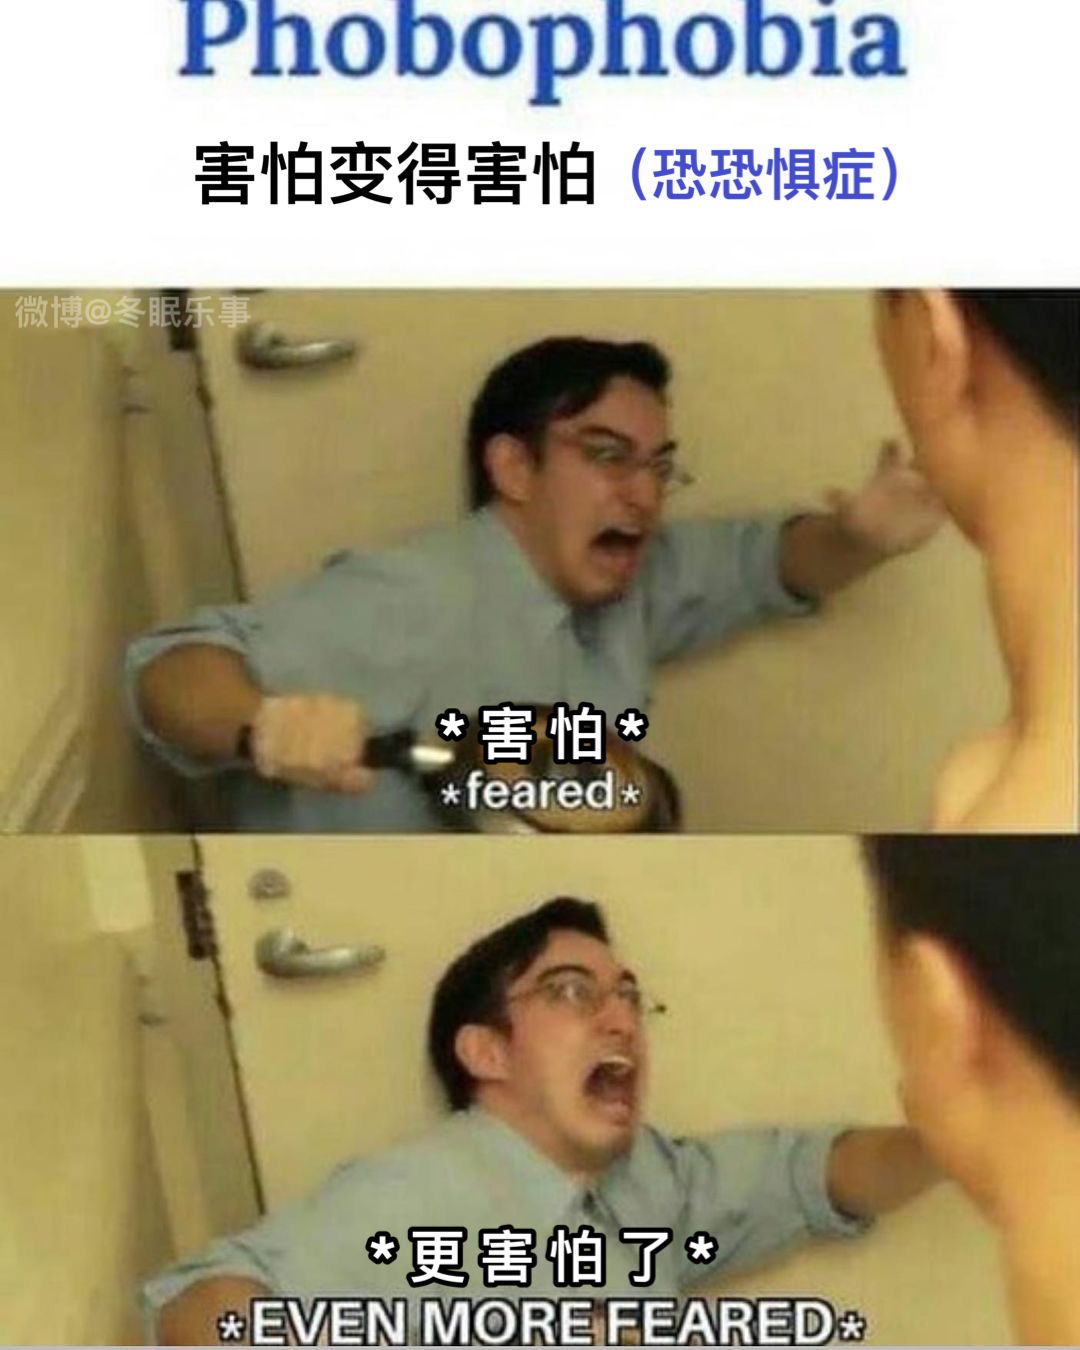 Phobophobia
害怕变得害怕（恐恐惧症）
微博@冬眠乐事
*害怕*
*feared*
*更害怕了*
*EVEN MORE FEARED*